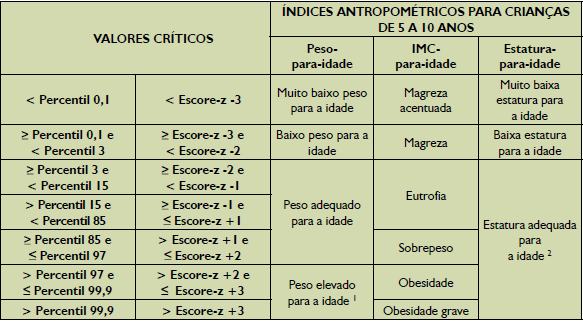 VALORES CRÍTICOS
ÍNDICES ANTROPOMÉTRICOS PARA CRIANÇAS
DE 5 A 10 ANOS
Peso-
para-idade
IMC-
para-idade
Estatura-
para-idade
< Percentil 0,1
< Escore-z -3
Muito baixo peso
para a idade
Magreza
acentuada
Muito baixa
estatura para
a idade
≥ Percentil 0,1 e
< Percentil 3
≥ Escore-z -3 e
< Escore-z -2
Baixo peso para a
idade
Magreza
Baixa estatura
para a idade
≥ Percentil 3 e
< Percentil 15
≥ Escore-z -2 e
< Escore-z -1
Peso adequado
para a idade
Eutrofia
Estatura adequada
para
a idade 2
> Percentil 15 e
< Percentil 85
≥ Escore-z -1 e
≤ Escore-z +1
≥ Percentil 85 e
≤ Percentil 97
> Escore-z +1 e
≤ Escore-z +2
Sobrepeso
> Percentil 97 e
≤ Percentil 99,9
> Escore-z +2 e
≤ Escore-z +3
Peso elevado
para a idade 1
Obesidade
> Percentil 99,9
> Escore-z +3
Obesidade grave